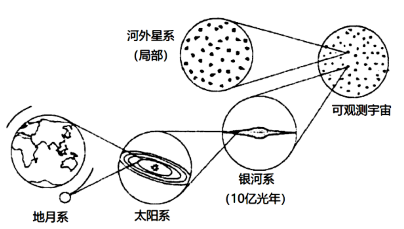 河外星系
(局部)
可观测宇宙
银河系
(10亿光年)
太阳系
地月系